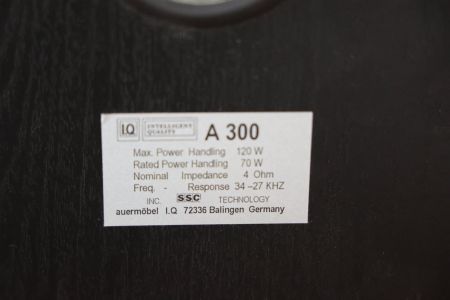 I.Q INTELLIGENT QUALITY A 300
Max. Power Handling 120 W
Rated Power Handling 70 W
Nominal Impedance 4 Ohm
Freq. - Response 34 –27 KHZ
INC. SSC TECHNOLOGY
auermöbel I.Q 72336 Balingen Germany